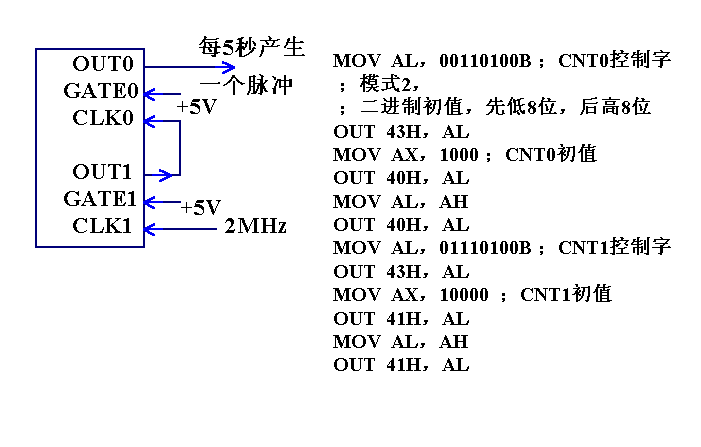 OUT0
GATE0
CLK0
OUT1
GATE1
CLK1
每5秒产生
一个脉冲
+5V
+5V
2MHz
MOV AL，00110100B ；CNT0控制字
；模式2，
；二进制初值，先低8位，后高8位
OUT 43H，AL
MOV AX，1000 ；CNT0初值
OUT 40H，AL
MOV AL，AH
OUT 40H，AL
MOV AL，01110100B ；CNT1控制字
OUT 43H，AL
MOV AX，10000 ；CNT1初值
OUT 41H，AL
MOV AL，AH
OUT 41H，AL